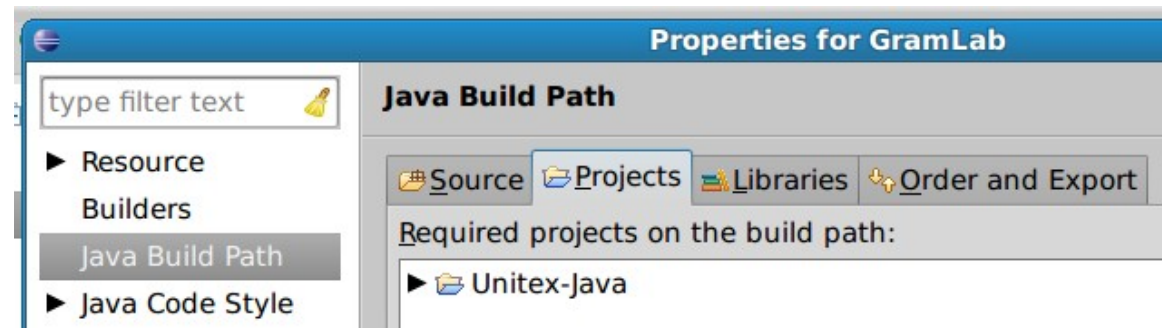 Properties for GramLab
type filter text
Resource
Builders
Java Build Path
Java Code Style
Java Build Path
Source Projects Libraries Order and Export
Required projects on the build path:
Unitex-Java